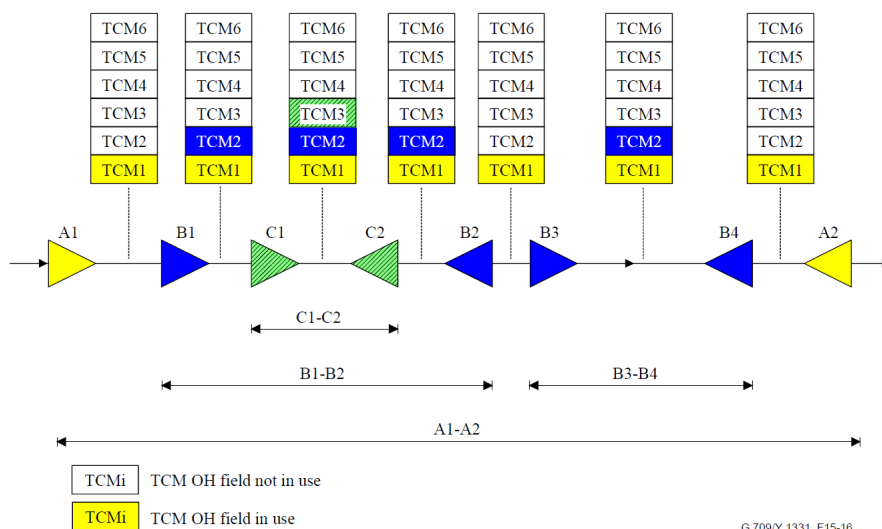 TCM6 TCM6 TCM6 TCM6 TCM6 TCM6 TCM6
TCM5 TCM5 TCM5 TCM5 TCM5 TCM5 TCM5
TCM4 TCM4 TCM4 TCM4 TCM4 TCM4 TCM4
TCM3 TCM3 TCM3 TCM3 TCM3 TCM3 TCM3
TCM2 TCM2 TCM2 TCM2 TCM2 TCM2 TCM2
TCM1 TCM1 TCM1 TCM1 TCM1 TCM1 TCM1
A1 B1 C1 C2 B2 B3 B4 A2
C1-C2
B1-B2 B3-B4
A1-A2
TCMi TCM OH field not in use
TCMi TCM OH field in use
G.709/Y.1331_F15-16